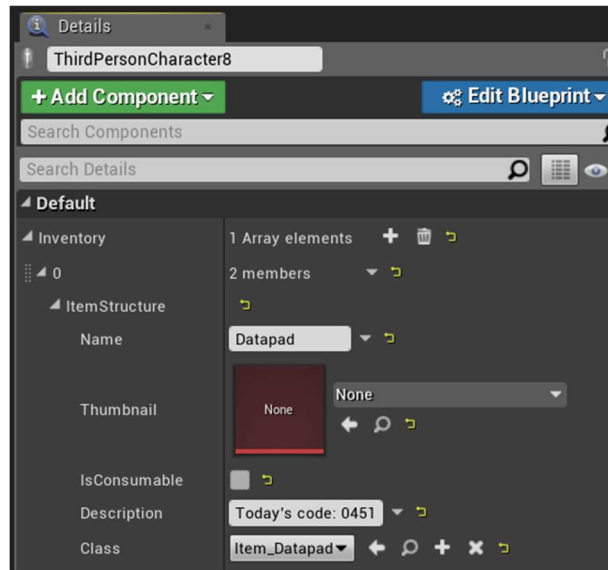 Details
ThirdPersonCharacter8
+ Add Component
Edit Blueprint
Search Components
Search Details
Default
Inventory 1 Array elements
0 2 members
ItemStructure
Name Datapad
Thumbnail None None
IsConsumable
Description Today's code: 0451
Class Item_Datapad